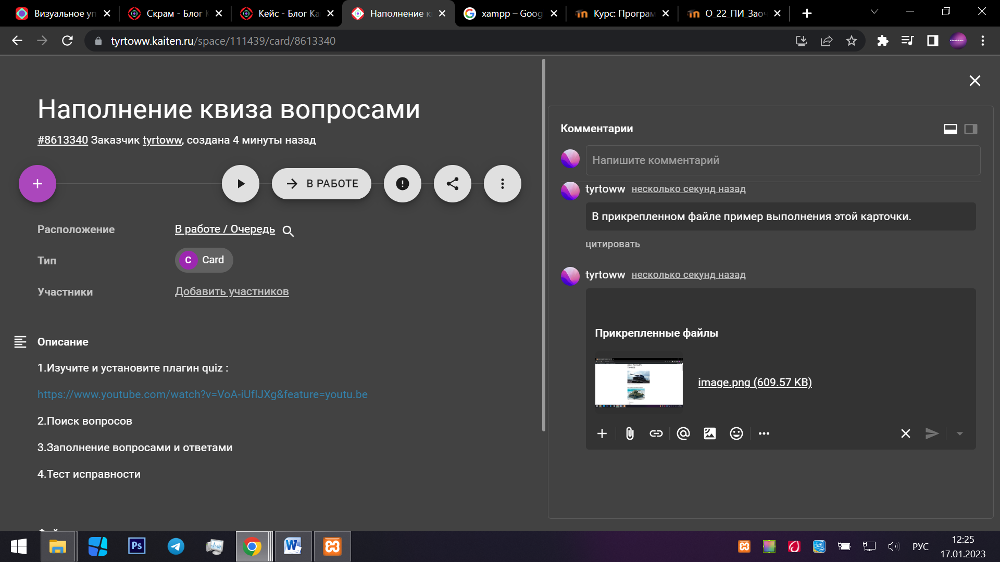 Визуальное уп
Скрам - Блог К
Кейс - Блог Ка
Наполнение к
xampp – Goog
Курс: Програм
О_22_ПИ_Заоч
tyrtoww.kaiten.ru/space/111439/card/8613340
Наполнение квиза вопросами
#8613340 Заказчик tyrtoww, создана 4 минуты назад
В РАБОТЕ
Расположение
В работе / Очередь
Тип
C Card
Участники
Добавить участников
Описание
1.Изучите и установите плагин quiz :
https://www.youtube.com/watch?v=VoA-iUflJXg&feature=youtu.be
2.Поиск вопросов
3.Заполнение вопросами и ответами
4.Тест исправности
Комментарии
Напишите комментарий
tyrtoww несколько секунд назад
В прикрепленном файле пример выполнения этой карточки.
цитировать
tyrtoww несколько секунд назад
Прикрепленные файлы
image.png (609.57 KB)
Ps
W
РУС
12:25
17.01.2023